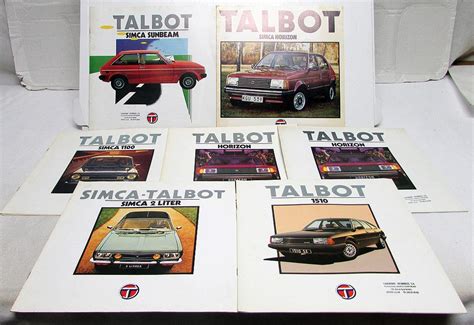 TALBOT
SIMCA SUNBEAM
TALBOT
SIMCA HORIZON
TALBOT
SIMCA 1100
TALBOT
HORIZON
TALBOT
HORIZON
SIMCA-TALBOT
SIMCA 2 LITER
TALBOT
1510